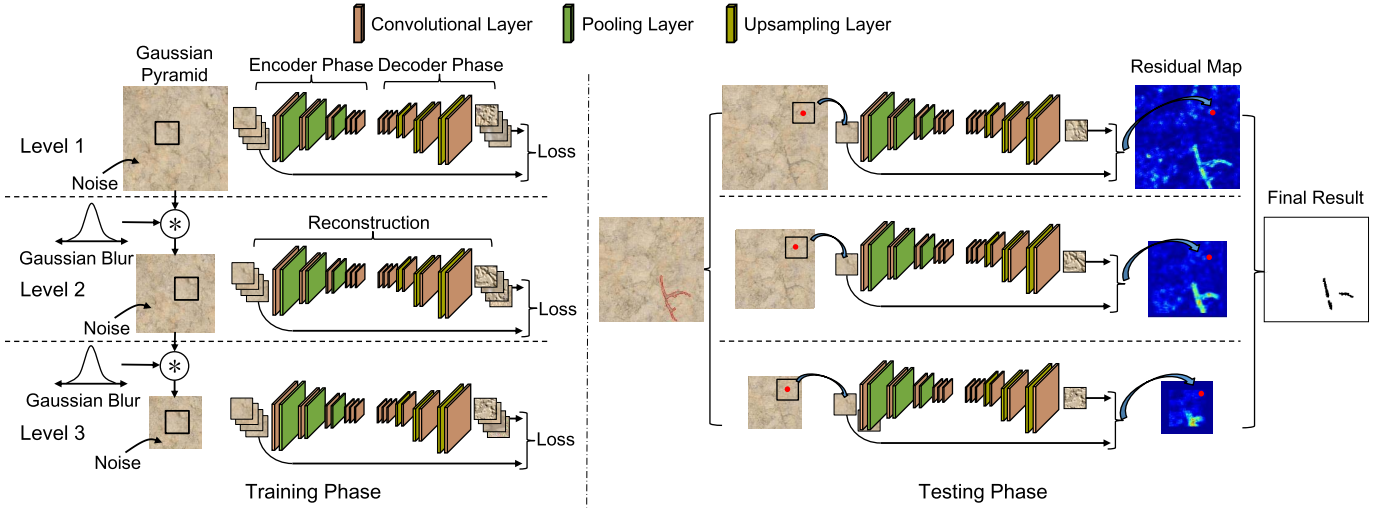 Convolutional Layer
Pooling Layer
Upsampling Layer
Gaussian
Pyramid
Encoder Phase
Decoder Phase
Level 1
Noise
Loss
Gaussian Blur
*
Reconstruction
Level 2
Noise
Loss
Gaussian Blur
*
Level 3
Noise
Loss
Training Phase
Residual Map
Final Result
Testing Phase